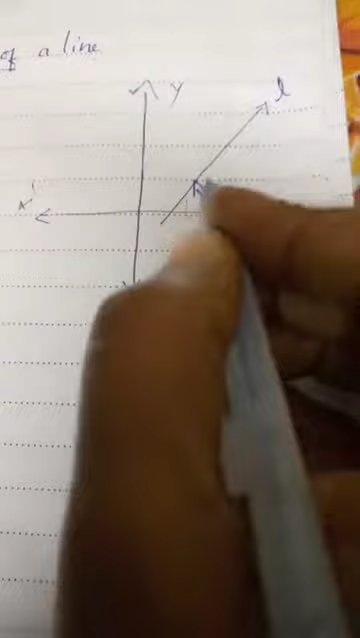 of a line
y
l
x'